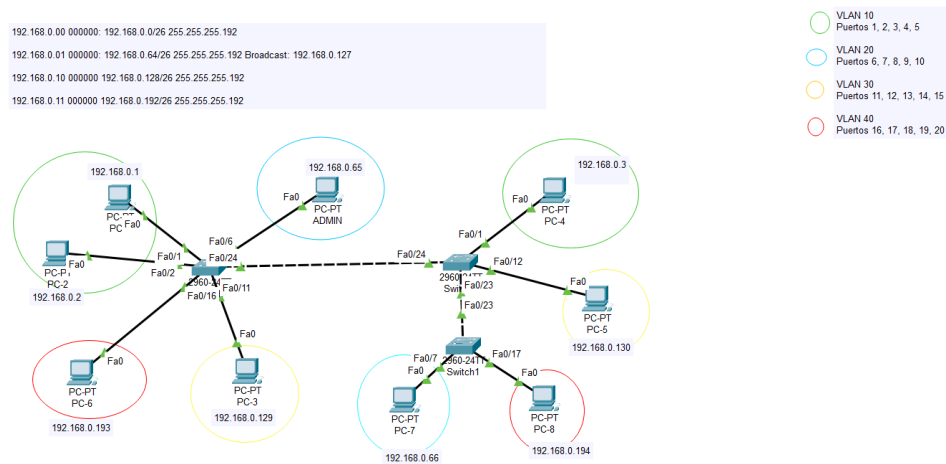 192.168.0.00 000000: 192.168.0.0/26 255.255.255.192
192.168.0.01 000000: 192.168.0.64/26 255.255.255.192 Broadcast: 192.168.0.127
192.168.0.10 000000 192.168.0.128/26 255.255.255.192
192.168.0.11 000000 192.168.0.192/26 255.255.255.192
VLAN 10
Puertos 1, 2, 3, 4, 5
VLAN 20
Puertos 6, 7, 8, 9, 10
VLAN 30
Puertos 11, 12, 13, 14, 15
VLAN 40
Puertos 16, 17, 18, 19, 20
192.168.0.1
PC-PT
Fa0
Fa0/1
Fa0
PC-PT
PC-2
192.168.0.2
Fa0/2
192.168.0.65
Fa0
PC-PT
ADMIN
Fa0/6
Fa0/24
Fa0/11
Fa0/16
Fa0
PC-PT
PC-6
192.168.0.193
Fa0
PC-PT
PC-3
192.168.0.129
192.168.0.3
Fa0
PC-PT
PC-4
Fa0/1
Fa0/24
Fa0/12
Fa0/23
Fa0/23
PC-PT
PC-5
192.168.0.130
Switch1
Fa0/7
Fa0
Fa0/17
Fa0
PC-PT
PC-7
192.168.0.66
PC-PT
PC-8
192.168.0.194